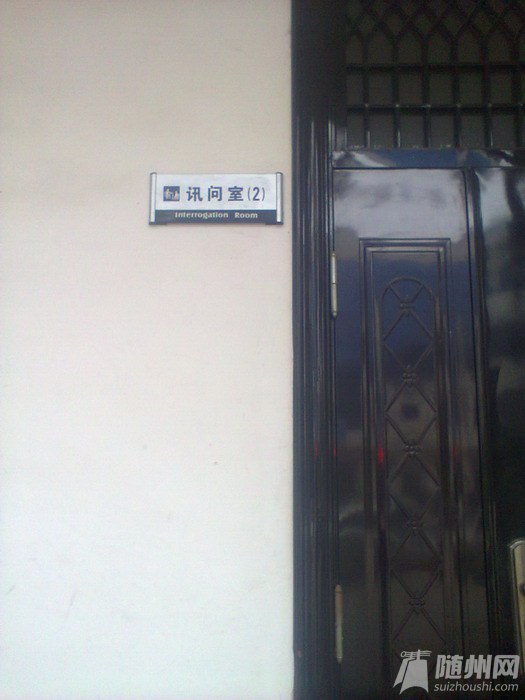 讯问室(2)
Interrogation Room
随州网
suizhoushi.com